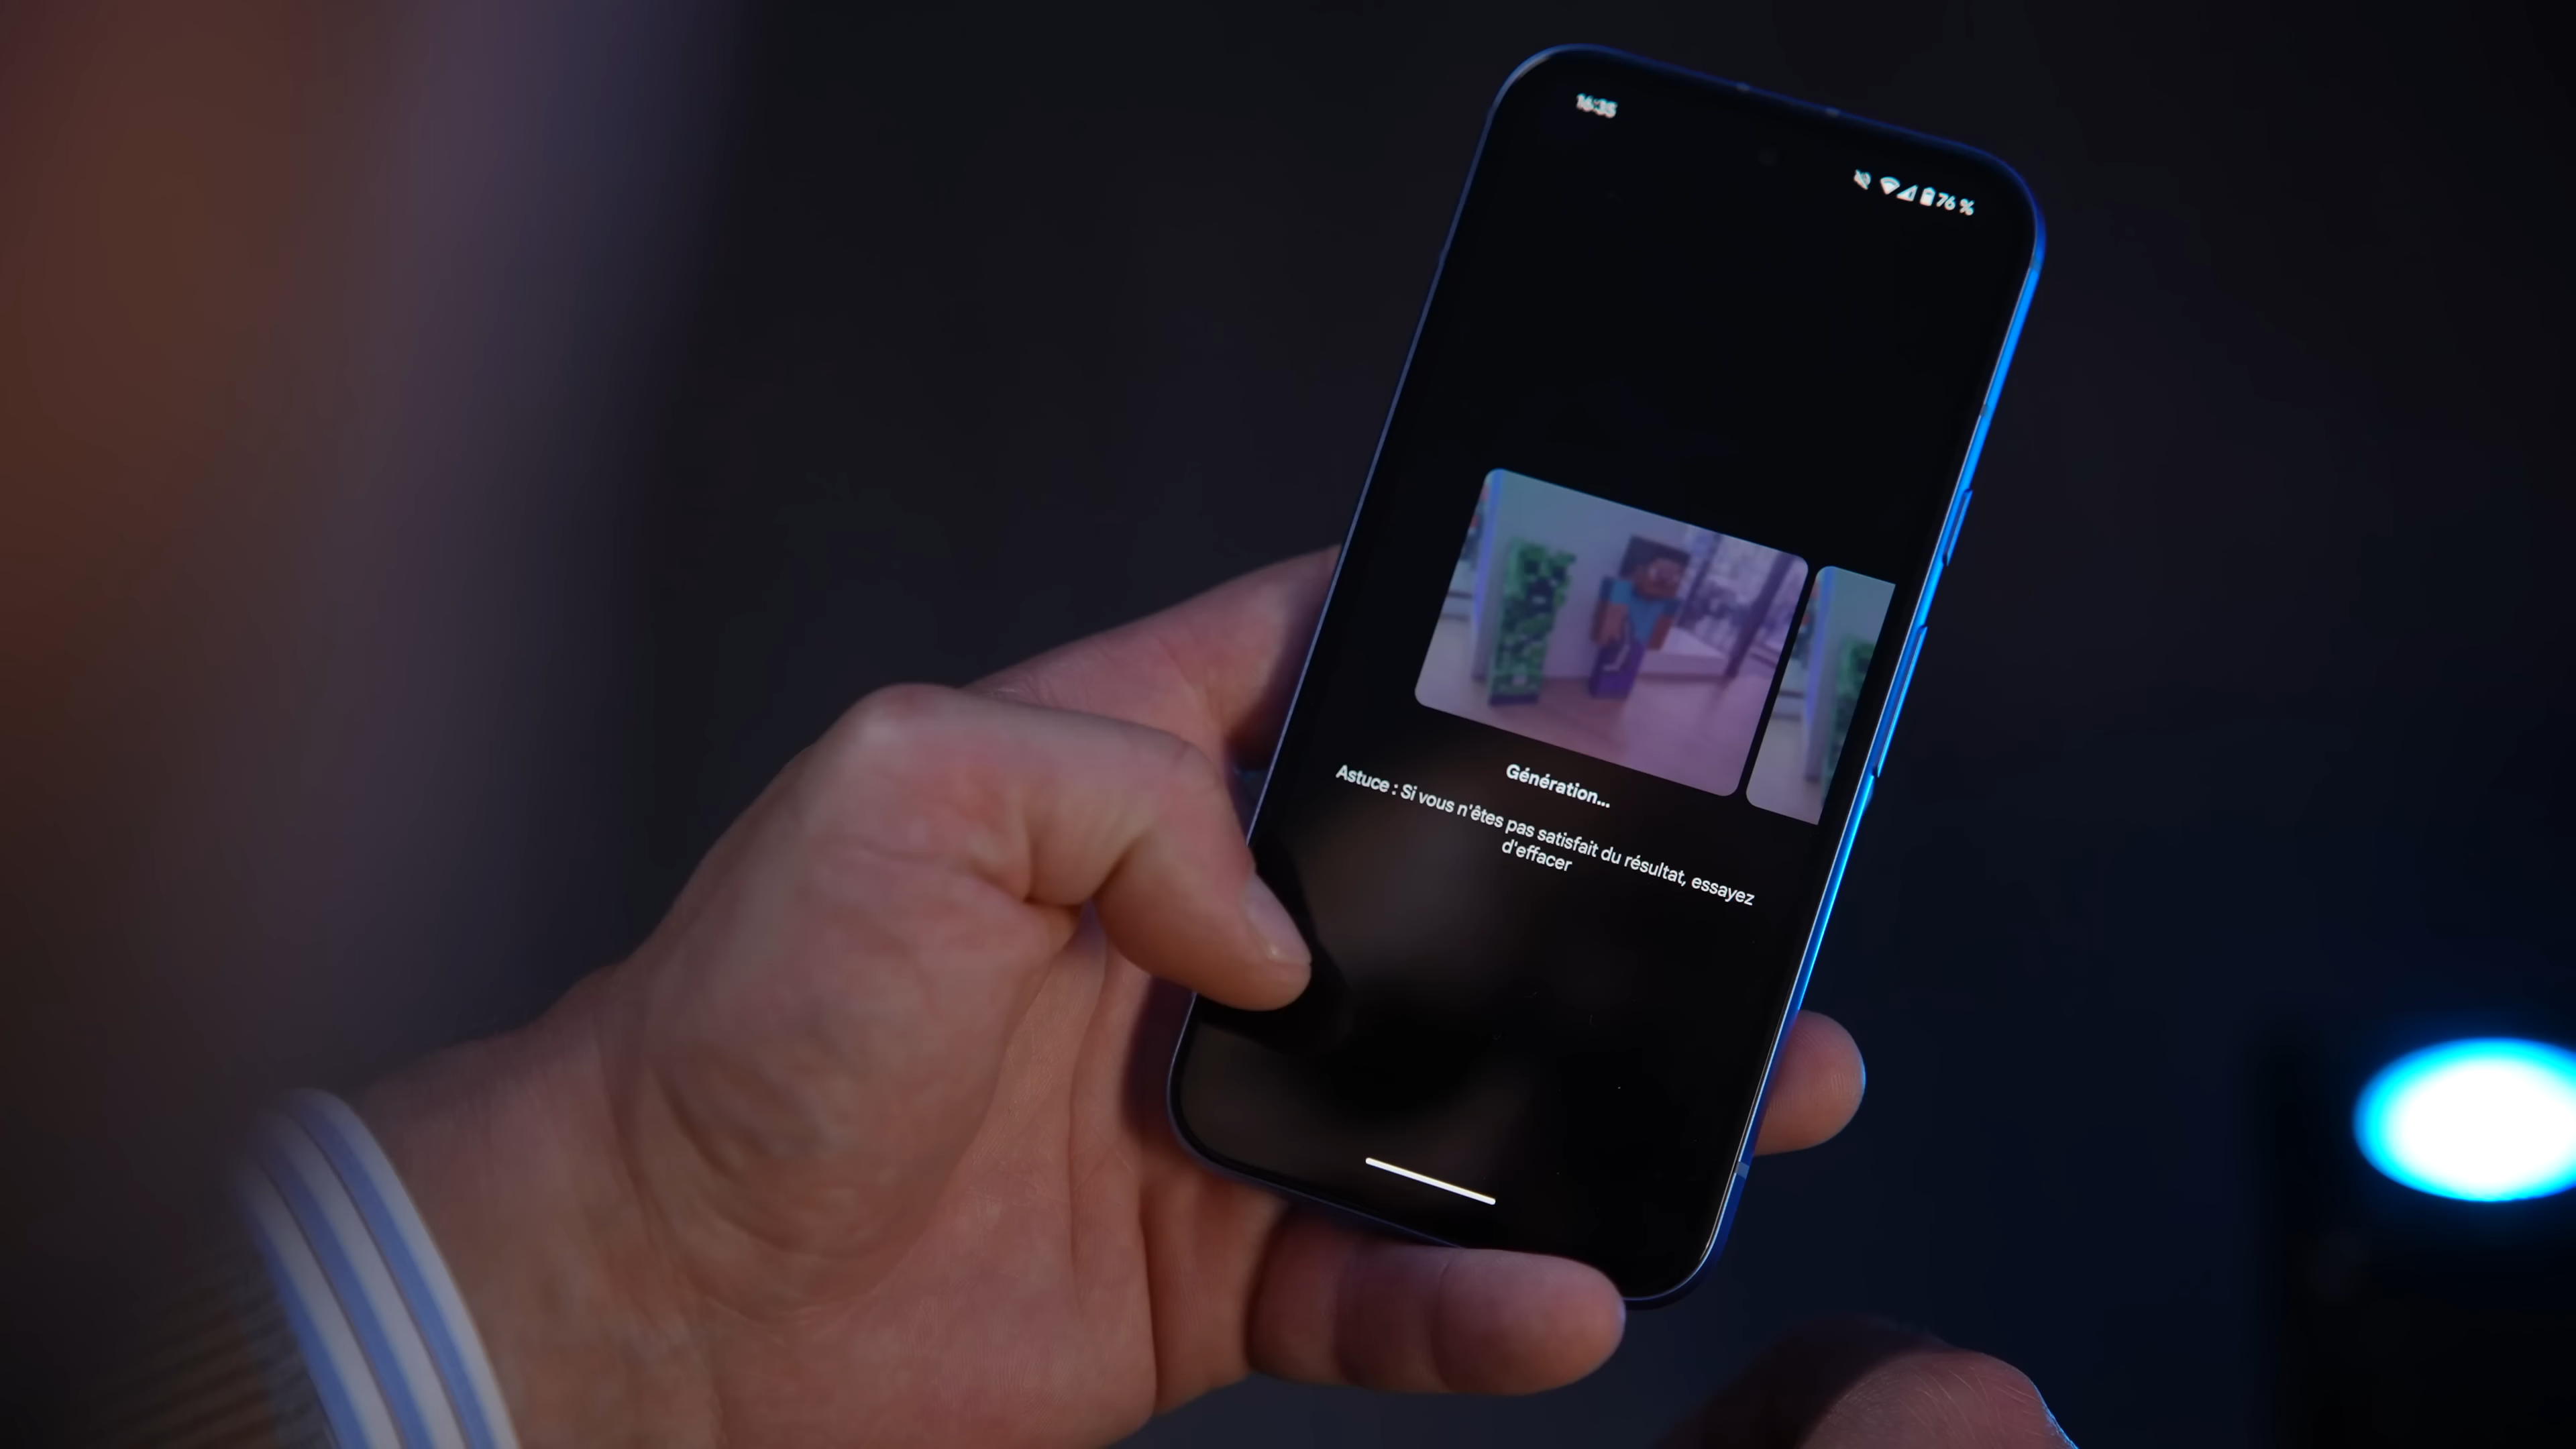 16:35
76 %
Génération...
Astuce : Si vous n'êtes pas satisfait du résultat, essayez
d'effacer